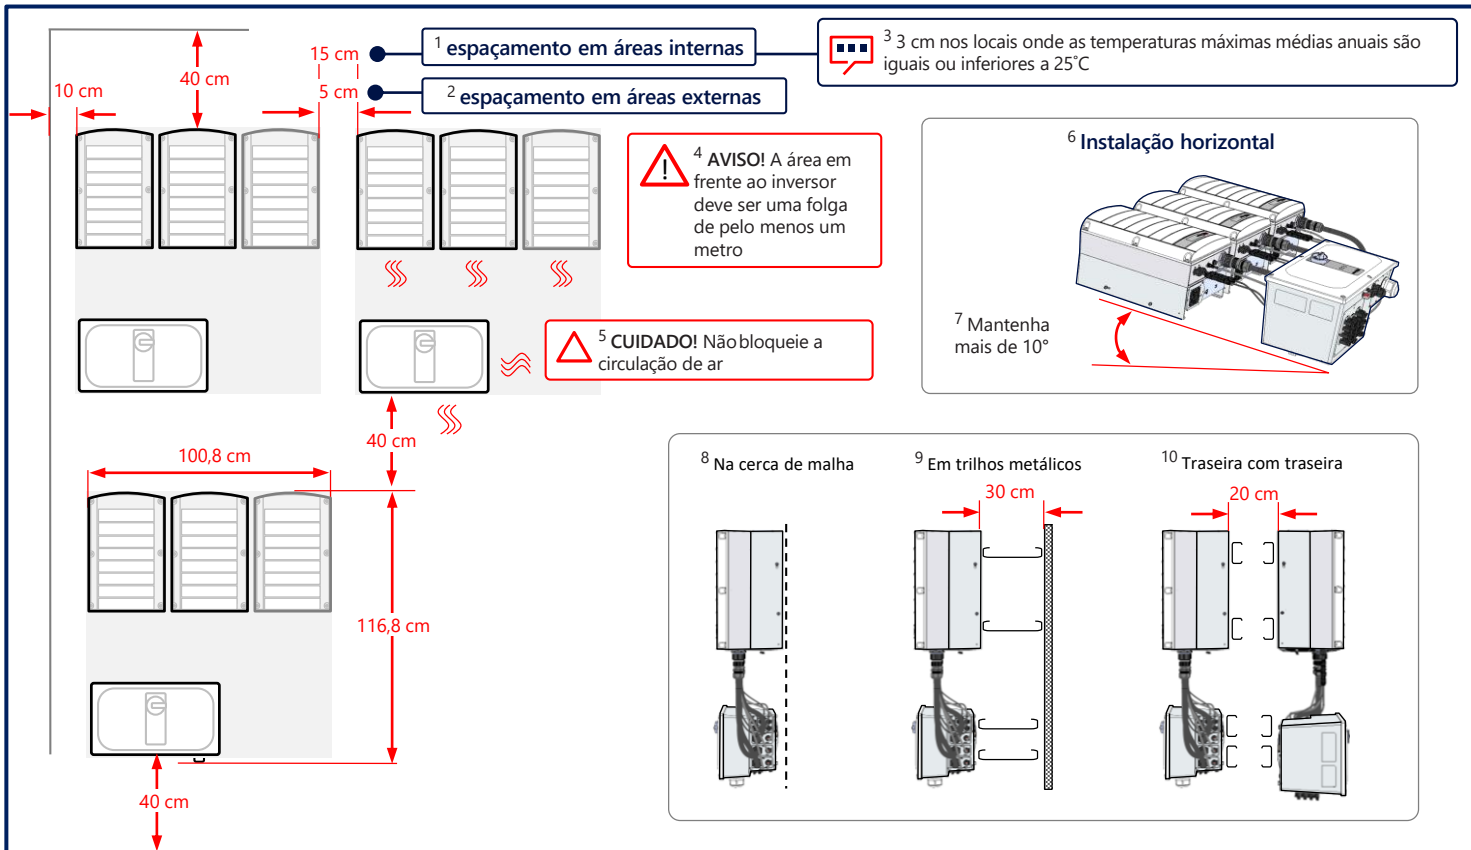 15 cm
1 espaçamento em áreas internas
3 3 cm nos locais onde as temperaturas máximas médias anuais são
iguais ou inferiores a 25°C
40 cm
10 cm
5 cm
2 espaçamento em áreas externas
4 AVISO! A área em
frente ao inversor
deve ser uma folga
de pelo menos um
metro
6 Instalação horizontal
7 Mantenha
mais de 10°
5 CUIDADO! Não bloqueie a
circulação de ar
40 cm
100,8 cm
116,8 cm
40 cm
8 Na cerca de malha
9 Em trilhos metálicos
10 Traseira com traseira
30 cm
20 cm